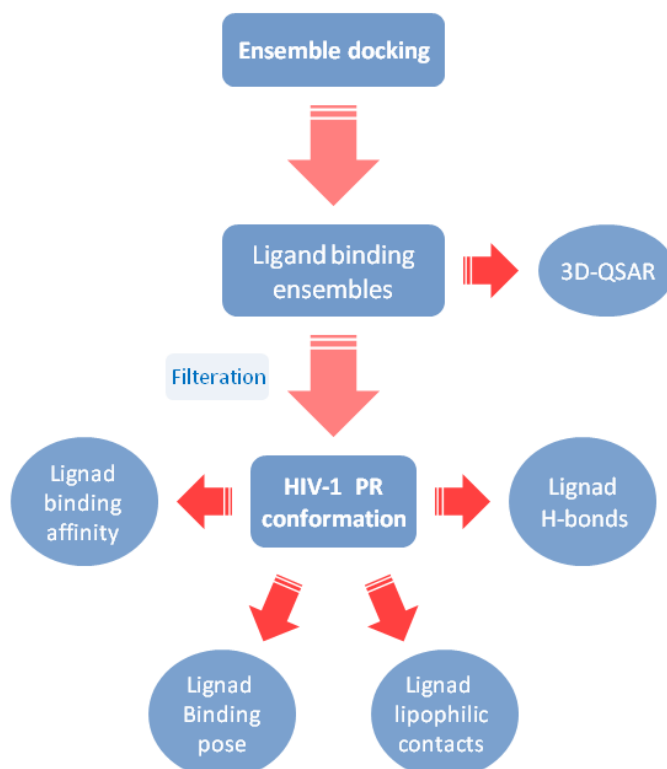 Ensemble docking
Ligand binding
ensembles
3D-QSAR
Filteration
Lignad
binding
affinity
HIV-1 PR
conformation
Lignad
H-bonds
Lignad
Binding
pose
Lignad
lipophilic
contacts